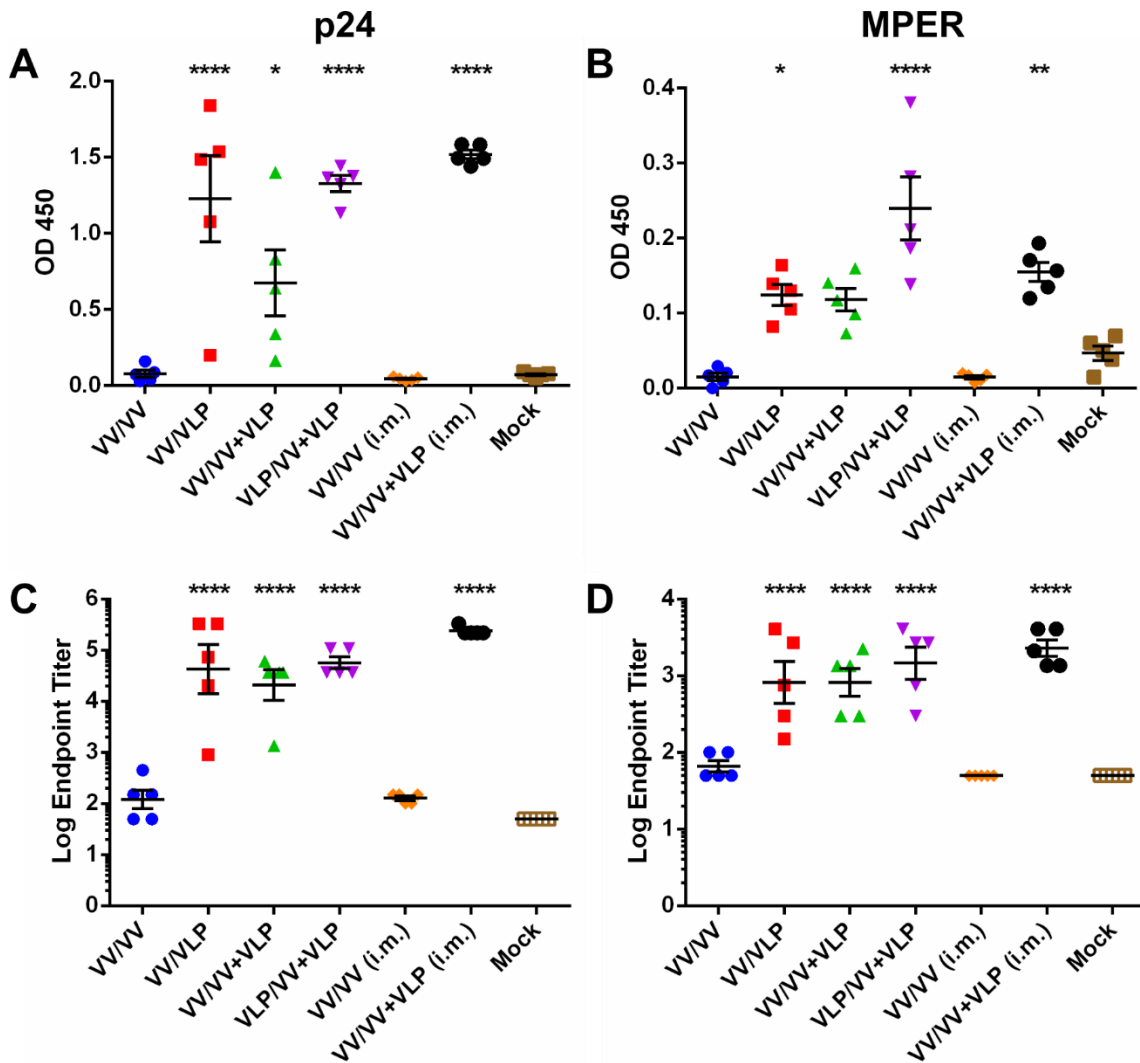 p24
MPER
A
**** * **** ****
OD 450
2.0
1.5
1.0
0.5
0.0
VV/VV
VV/VLP
VV/VV+VLP
VLP/VV+VLP
VV/VV (i.m.)
VV/VV+VLP (i.m.)
Mock
B
* **** **
OD 450
0.4
0.3
0.2
0.1
0.0
VV/VV
VV/VLP
VV/VV+VLP
VLP/VV+VLP
VV/VV (i.m.)
VV/VV+VLP (i.m.)
Mock
C
**** **** **** ****
Log Endpoint Titer
6
5
4
3
2
1
0
VV/VV
VV/VLP
VV/VV+VLP
VLP/VV+VLP
VV/VV (i.m.)
VV/VV+VLP (i.m.)
Mock
D
**** **** **** ****
Log Endpoint Titer
4
3
2
1
0
VV/VV
VV/VLP
VV/VV+VLP
VLP/VV+VLP
VV/VV (i.m.)
VV/VV+VLP (i.m.)
Mock